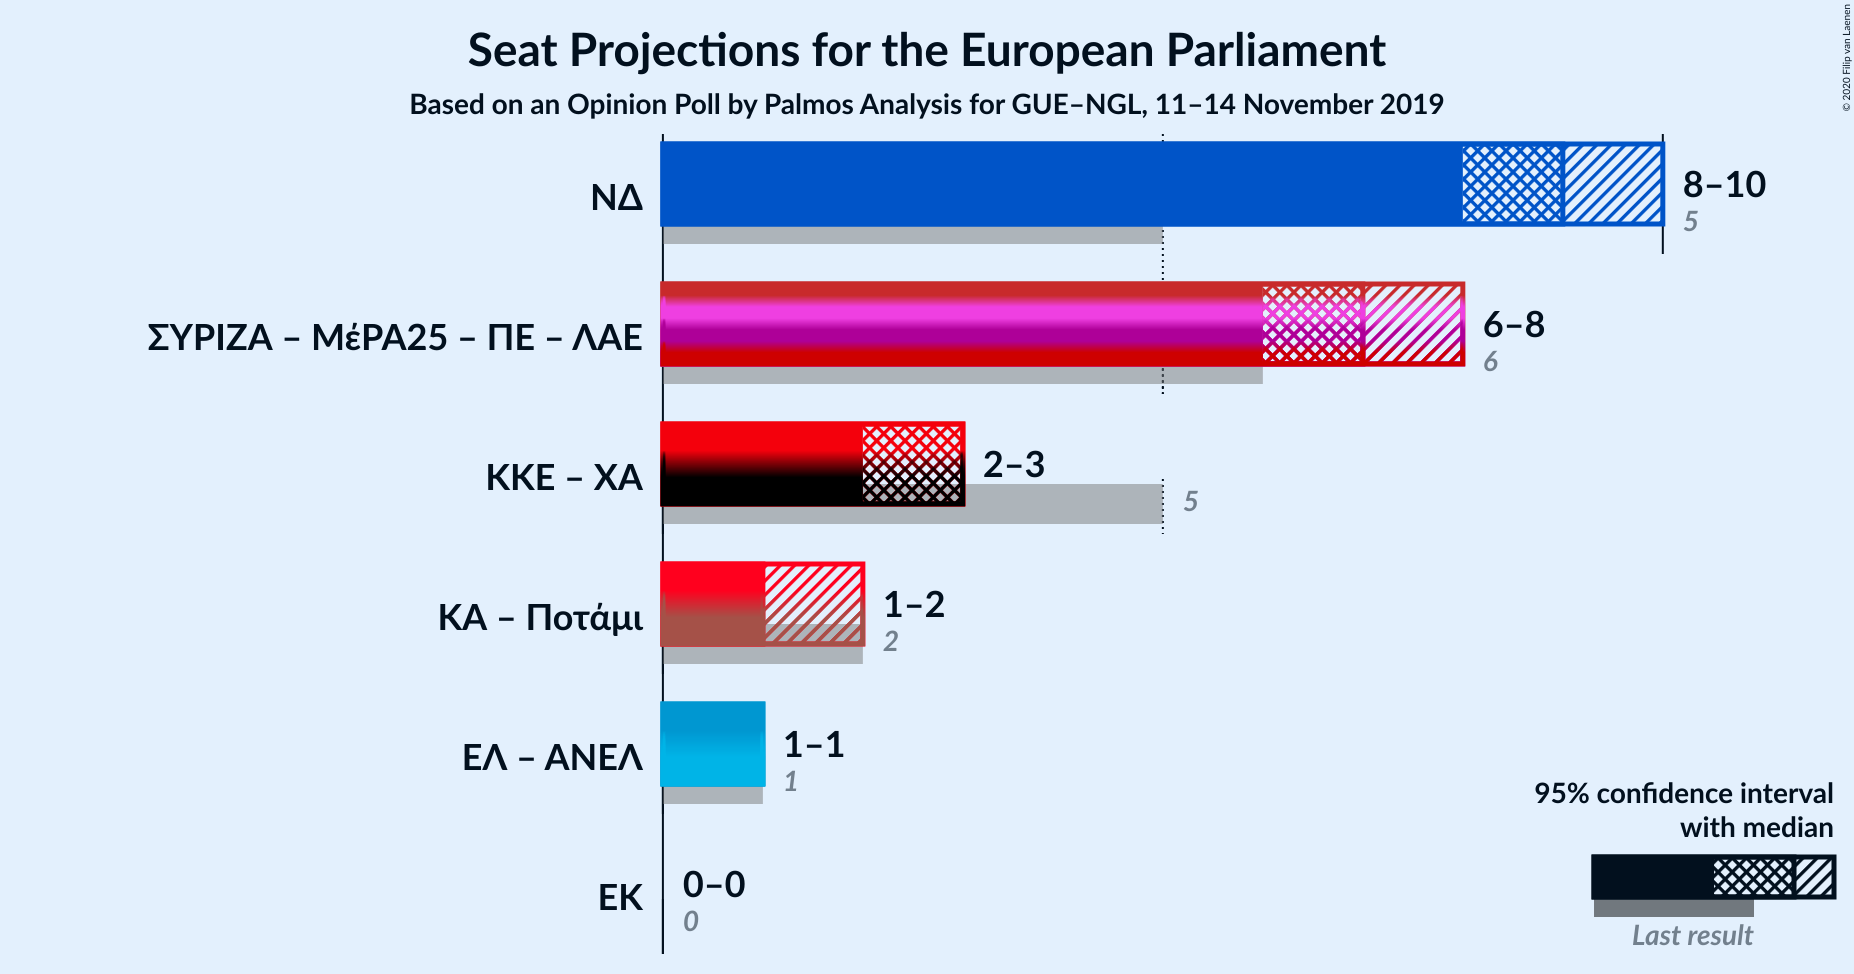 Seat Projections for the European Parliament
Based on an Opinion Poll by Palmos Analysis for GUE–NGL, 11–14 November 2019
© 2020 Filip van Laenen
ΝΔ
8–10
5
ΣΥΡΙΖΑ – ΜέΡΑ25 – ΠΕ – ΛΑΕ
6–8
6
ΚΚΕ – ΧΑ
2–3
5
ΚΑ – Ποτάμι
1–2
2
ΕΛ – ΑΝΕΛ
1–1
1
ΕΚ
0–0
0
95% confidence interval
with median
Last result